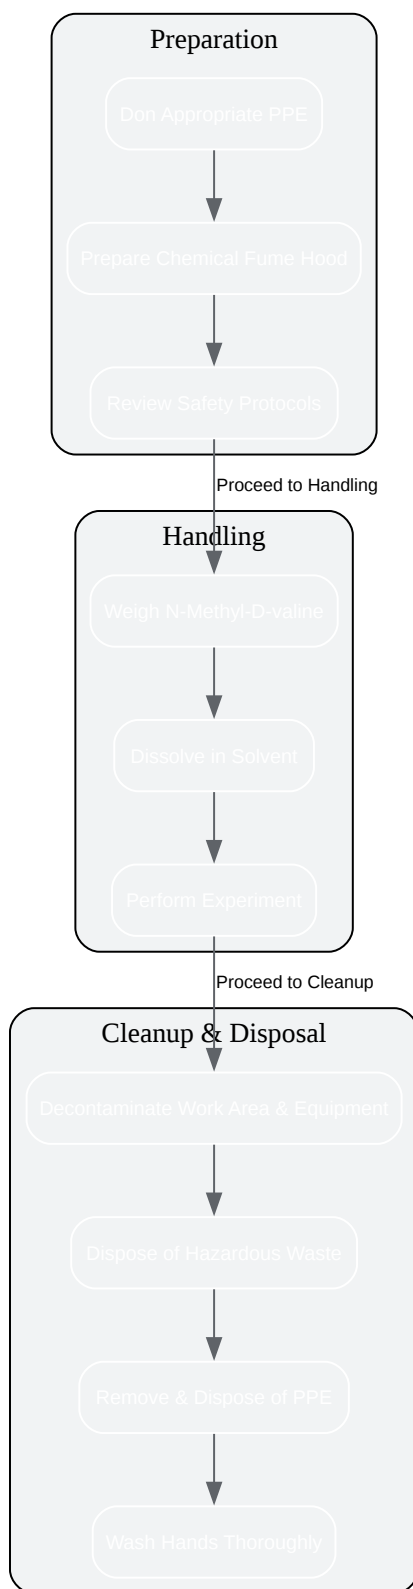 Preparation
Don Appropriate PPE
Prepare Chemical Fume Hood
Review Safety Protocols
Proceed to Handling
Handling
Weigh N-Methyl-D-valine
Dissolve in Solvent
Perform Experiment
Proceed to Cleanup
Cleanup & Disposal
Decontaminate Work Area & Equipment
Dispose of Hazardous Waste
Remove & Dispose of PPE
Wash Hands Thoroughly